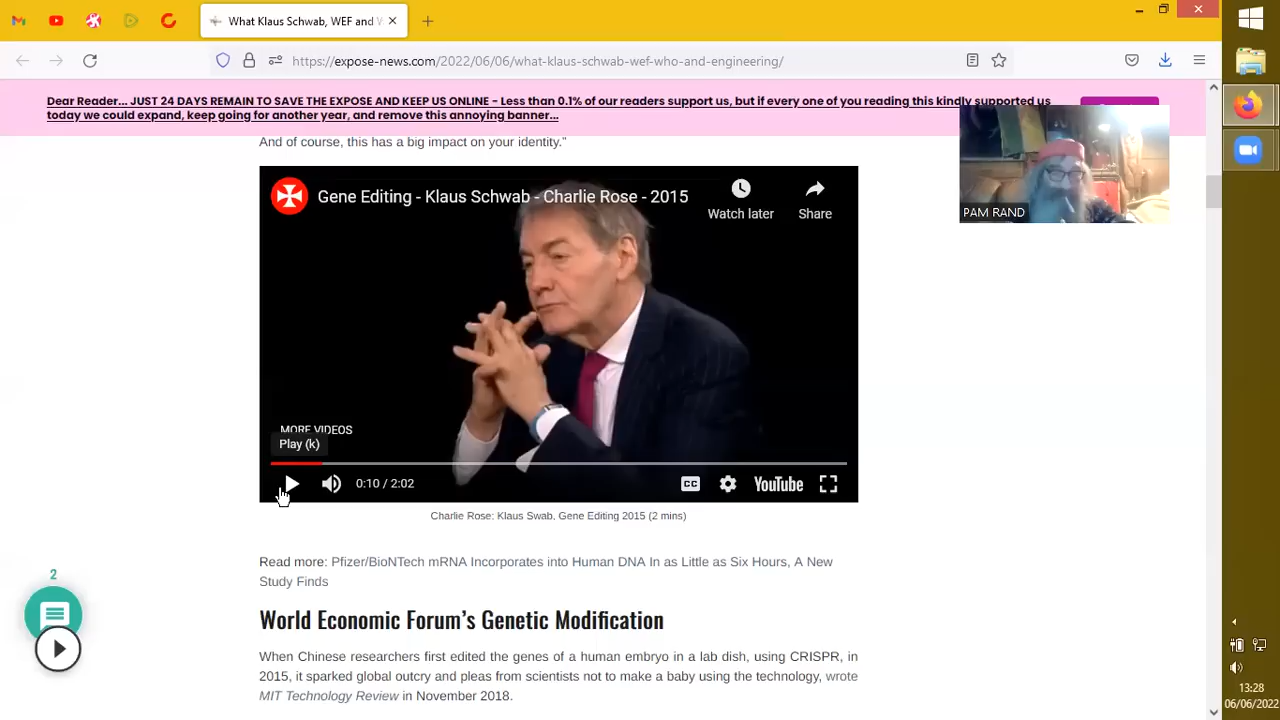 What Klaus Schwab, WEF and W
https://expose-news.com/2022/06/06/what-klaus-schwab-wef-who-and-engineering/
Dear Reader... JUST 24 DAYS REMAIN TO SAVE THE EXPOSE AND KEEP US ONLINE - Less than 0.1% of our readers support us, but if every one of you reading this kindly supported us
today we could expand, keep going for another year, and remove this annoying banner...
And of course, this has a big impact on your identity."
Gene Editing - Klaus Schwab - Charlie Rose - 2015
Watch later
Share
PAM RAND
MORE VIDEOS
Play (k)
0:10 / 2:02
CC
YouTube
Charlie Rose: Klaus Swab, Gene Editing 2015 (2 mins)
Read more: Pfizer/BioNTech mRNA Incorporates into Human DNA In as Little as Six Hours, A New
Study Finds
2
World Economic Forum's Genetic Modification
When Chinese researchers first edited the genes of a human embryo in a lab dish, using CRISPR, in
2015, it sparked global outcry and pleas from scientists not to make a baby using the technology, wrote
MIT Technology Review in November 2018.
13:28
06/06/2022